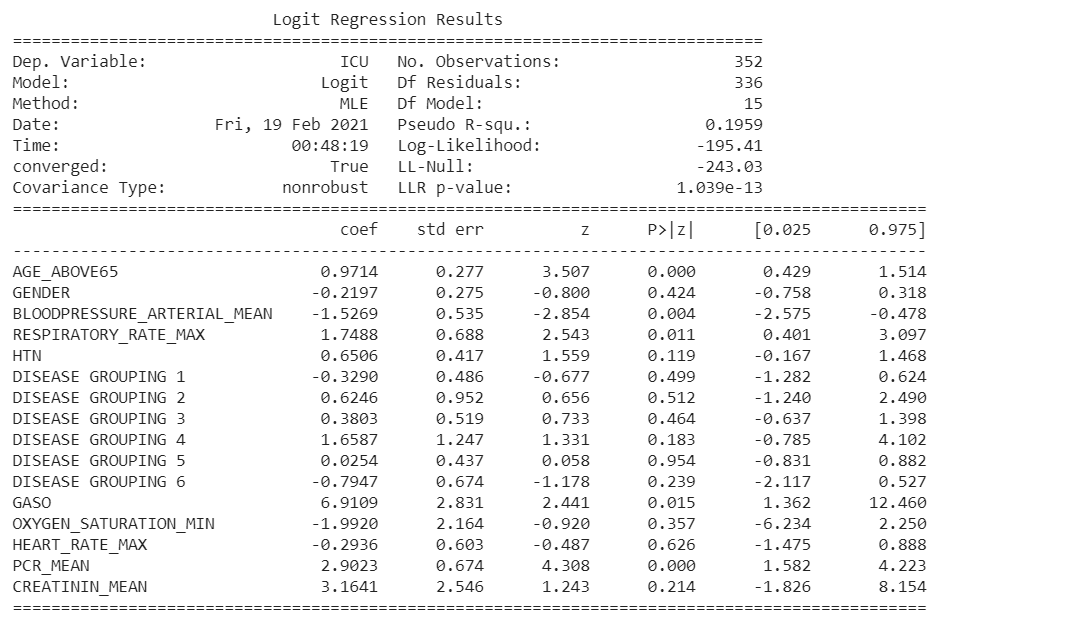 Logit Regression Results
==============================================================================
Dep. Variable: ICU No. Observations: 352
Model: Logit Df Residuals: 336
Method: MLE Df Model: 15
Date: Fri, 19 Feb 2021 Pseudo R-squ.: 0.1959
Time: 00:48:19 Log-Likelihood: -195.41
converged: True LL-Null: -243.03
Covariance Type: nonrobust LLR p-value: 1.039e-13
===============================================================================================
coef std err z P>|z| [0.025 0.975]
-----------------------------------------------------------------------------------------------
AGE_ABOVE65 0.9714 0.277 3.507 0.000 0.429 1.514
GENDER -0.2197 0.275 -0.800 0.424 -0.758 0.318
BLOODPRESSURE_ARTERIAL_MEAN -1.5269 0.535 -2.854 0.004 -2.575 -0.478
RESPIRATORY_RATE_MAX 1.7488 0.688 2.543 0.011 0.401 3.097
HTN 0.6506 0.417 1.559 0.119 -0.167 1.468
DISEASE GROUPING 1 -0.3290 0.486 -0.677 0.499 -1.282 0.624
DISEASE GROUPING 2 0.6246 0.952 0.656 0.512 -1.240 2.490
DISEASE GROUPING 3 0.3803 0.519 0.733 0.464 -0.637 1.398
DISEASE GROUPING 4 1.6587 1.247 1.331 0.183 -0.785 4.102
DISEASE GROUPING 5 0.0254 0.437 0.058 0.954 -0.831 0.882
DISEASE GROUPING 6 -0.7947 0.674 -1.178 0.239 -2.117 0.527
GASO 6.9109 2.831 2.441 0.015 1.362 12.460
OXYGEN_SATURATION_MIN -1.9920 2.164 -0.920 0.357 -6.234 2.250
HEART_RATE_MAX -0.2936 0.603 -0.487 0.626 -1.475 0.888
PCR_MEAN 2.9023 0.674 4.308 0.000 1.582 4.223
CREATININ_MEAN 3.1641 2.546 1.243 0.214 -1.826 8.154
===============================================================================================